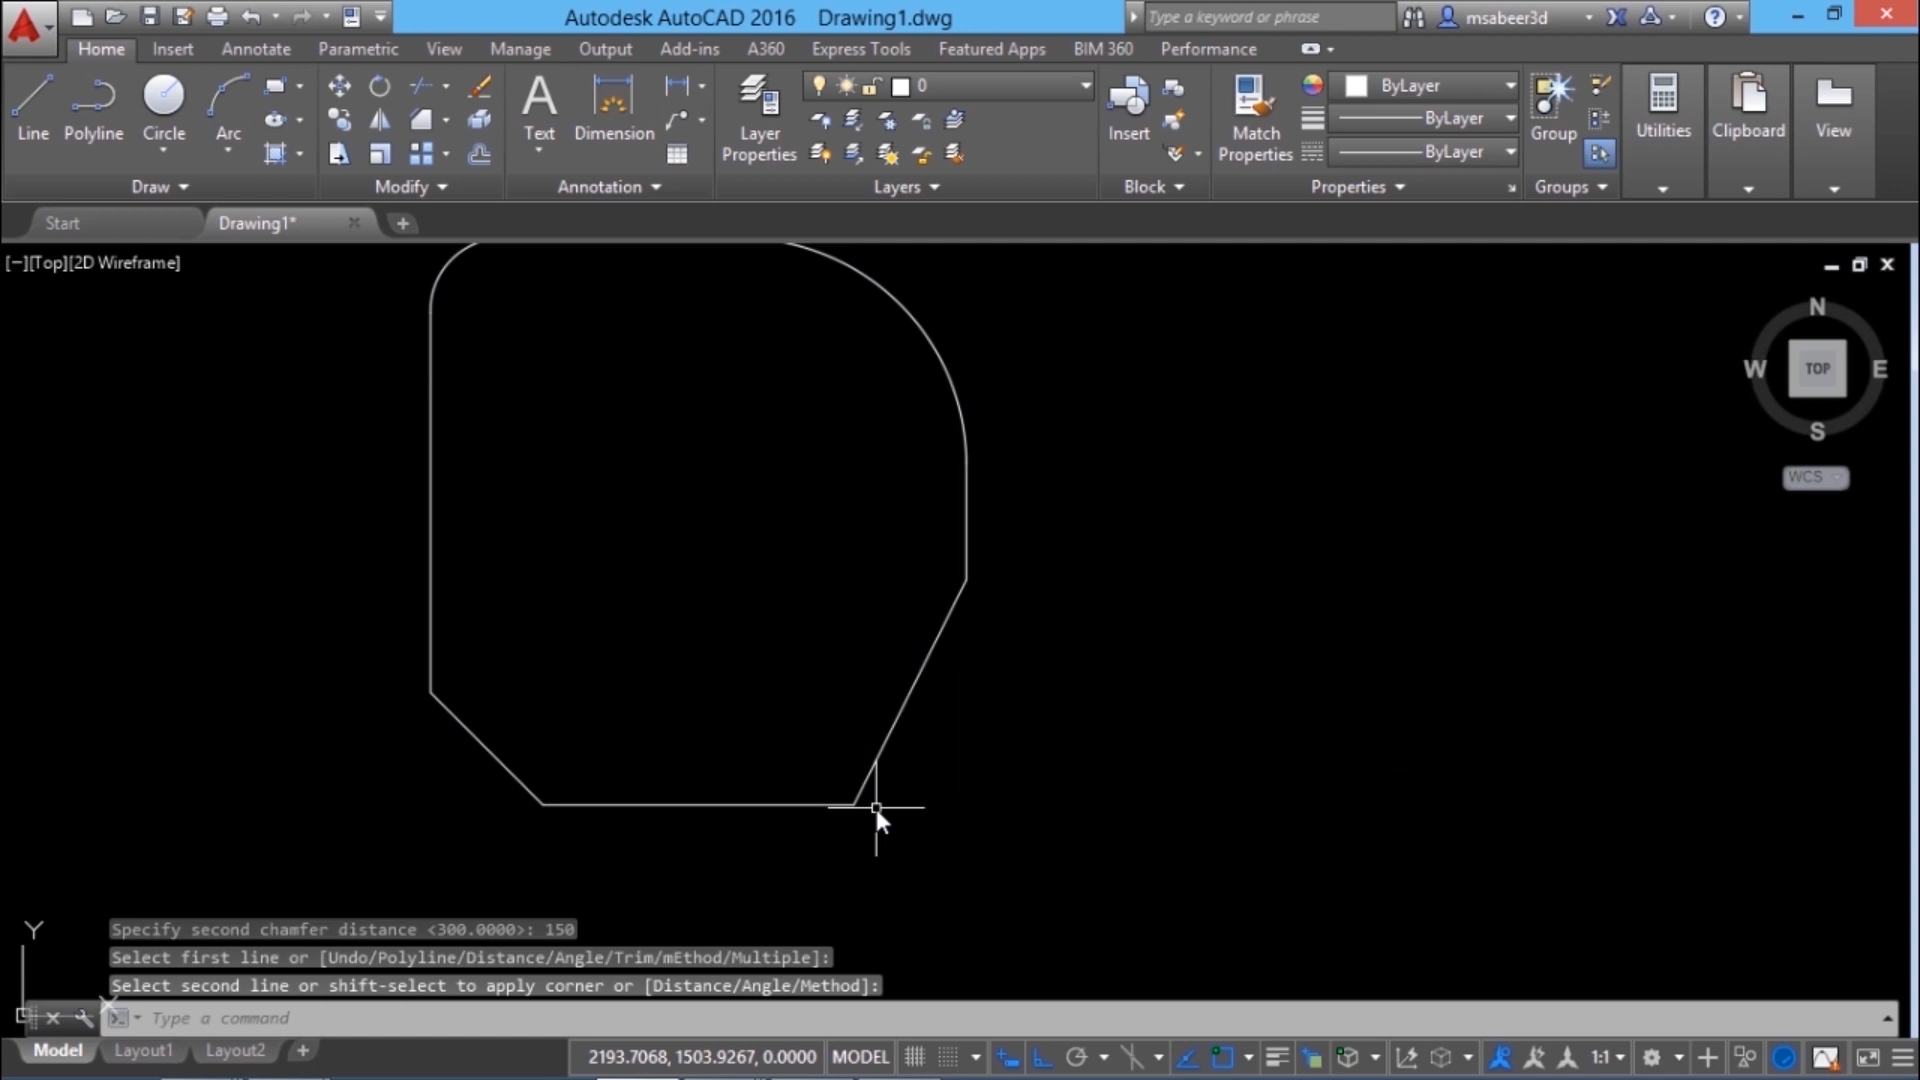 Autodesk AutoCAD 2016 Drawing1.dwg
Type a keyword or phrase
msabeer3d
Home Insert Annotate Parametric View Manage Output Add-ins A360 Express Tools Featured Apps BIM 360 Performance
Line Polyline Circle Arc
Text Dimension
Layer Properties
0
Insert
Match Properties
ByLayer
ByLayer
ByLayer
Group
Utilities Clipboard View
Draw Modify Annotation Layers Block Properties Groups
Start Drawing1*
[−][Top][2D Wireframe]
N
W TOP E
S
WCS
Y
X
Specify second chamfer distance <300.0000>: 150
Select first line or [Undo/Polyline/Distance/Angle/Trim/mEthod/Multiple]:
Select second line or shift-select to apply corner or [Distance/Angle/Method]:
Type a command
Model Layout1 Layout2
2193.7068, 1503.9267, 0.0000 MODEL
1:1